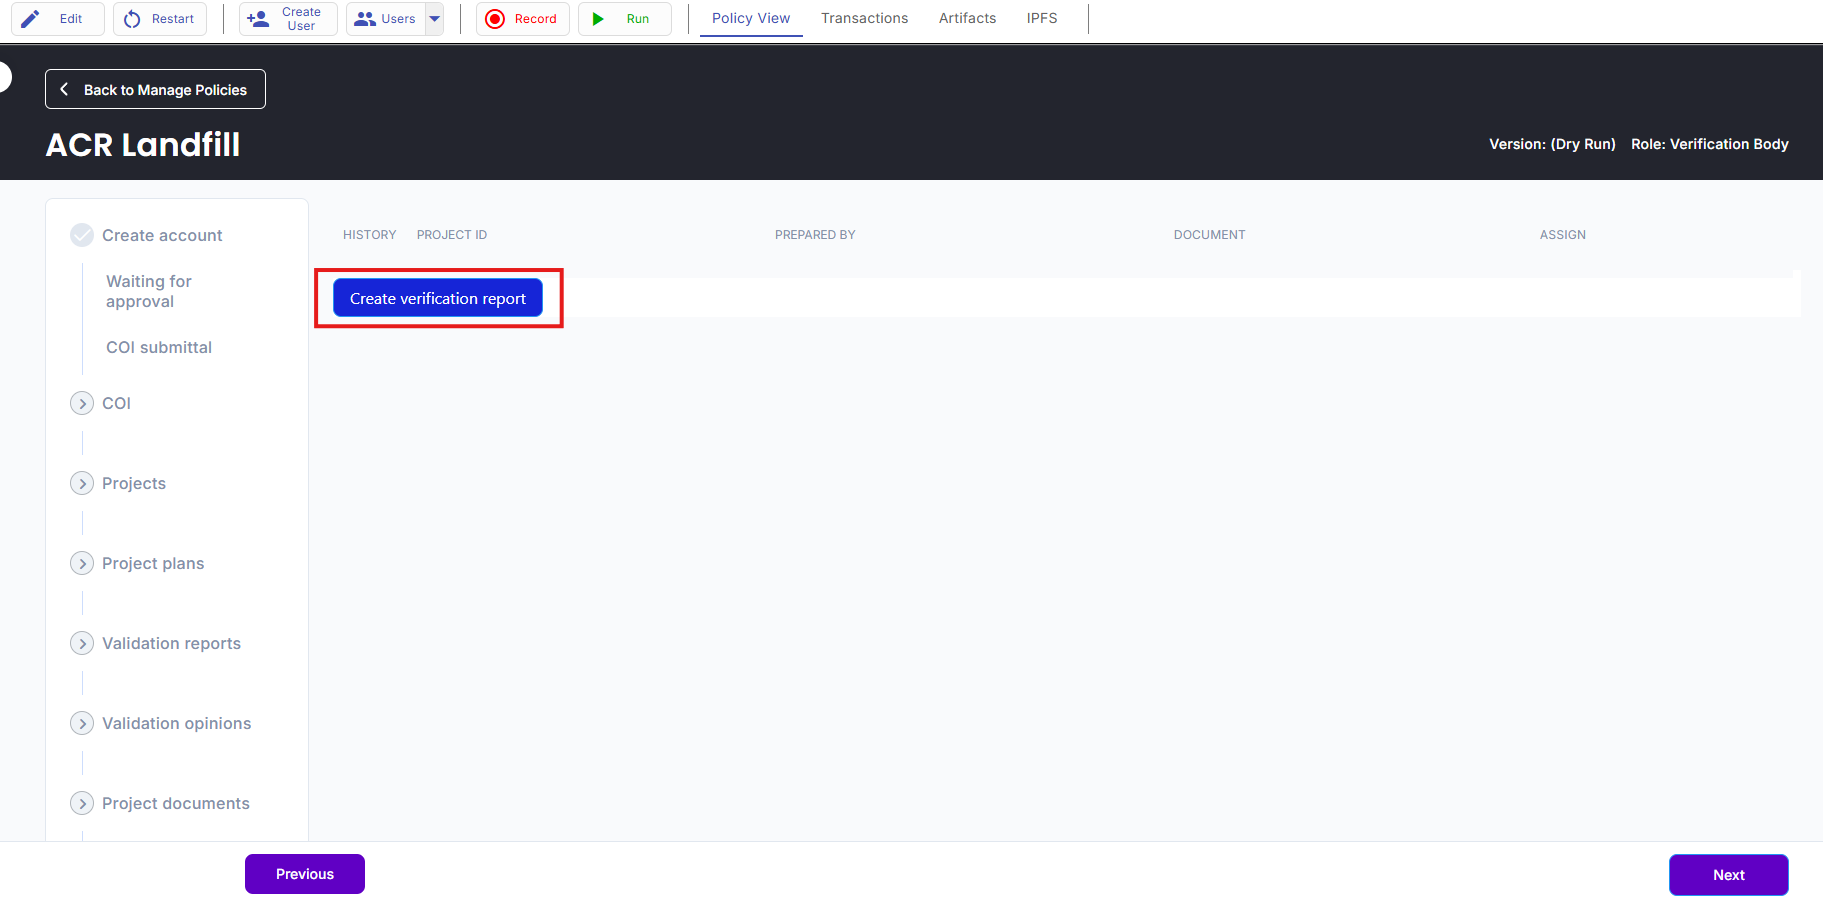 Edit
Restart
Create
User
Users
Record
Run
Policy View
Transactions
Artifacts
IPFS
Back to Manage Policies
ACR Landfill
Version: (Dry Run)
Role: Verification Body
Create account
Waiting for
approval
COI submittal
COI
Projects
Project plans
Validation reports
Validation opinions
Project documents
HISTORY
PROJECT ID
PREPARED BY
DOCUMENT
ASSIGN
Create verification report
Previous
Next